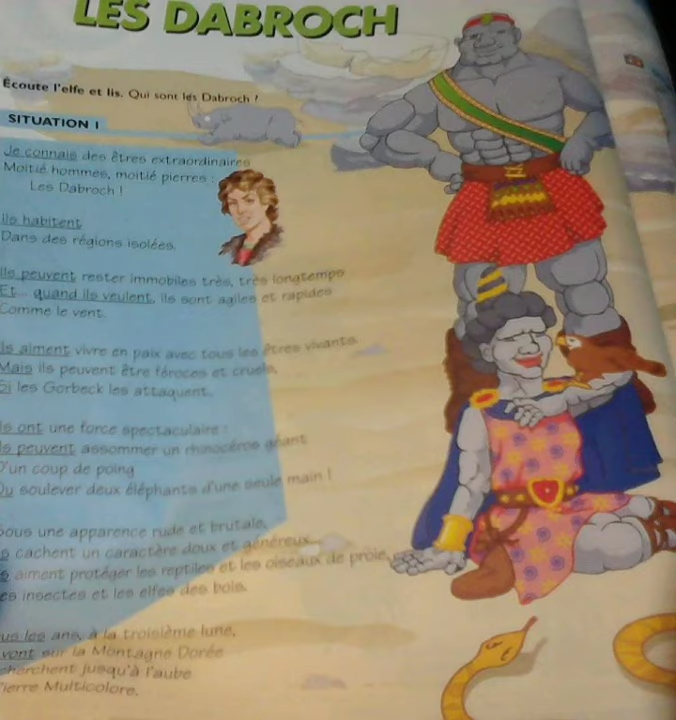 LES DABROCH
Écoute l'elfe et lis. Qui sont les Dabroch ?
SITUATION 1
Je connais des êtres extraordinaires
Moitié hommes, moitié pierres :
Les Dabroch !
Ils habitent
Dans des régions isolées.
Ils peuvent rester immobiles très, très longtemps
Et... quand ils veulent, ils sont agiles et rapides
Comme le vent.
Ils aiment vivre en paix avec tous les êtres vivants.
Mais ils peuvent être féroces et cruels,
Si les Gorbeck les attaquent.
Ils ont une force spectaculaire :
Ils peuvent assommer un rhinocéros géant
D'un coup de poing
Ou soulever deux éléphants d'une seule main !
Sous une apparence rude et brutale,
cachent un caractère doux et généreux...
aiment protéger les reptiles et les oiseaux de proie,
es insectes et les elfes des bois.
us les ans, à la troisième lune,
vont sur la Montagne Dorée
cherchent jusqu'à l'aube
Pierre Multicolore.